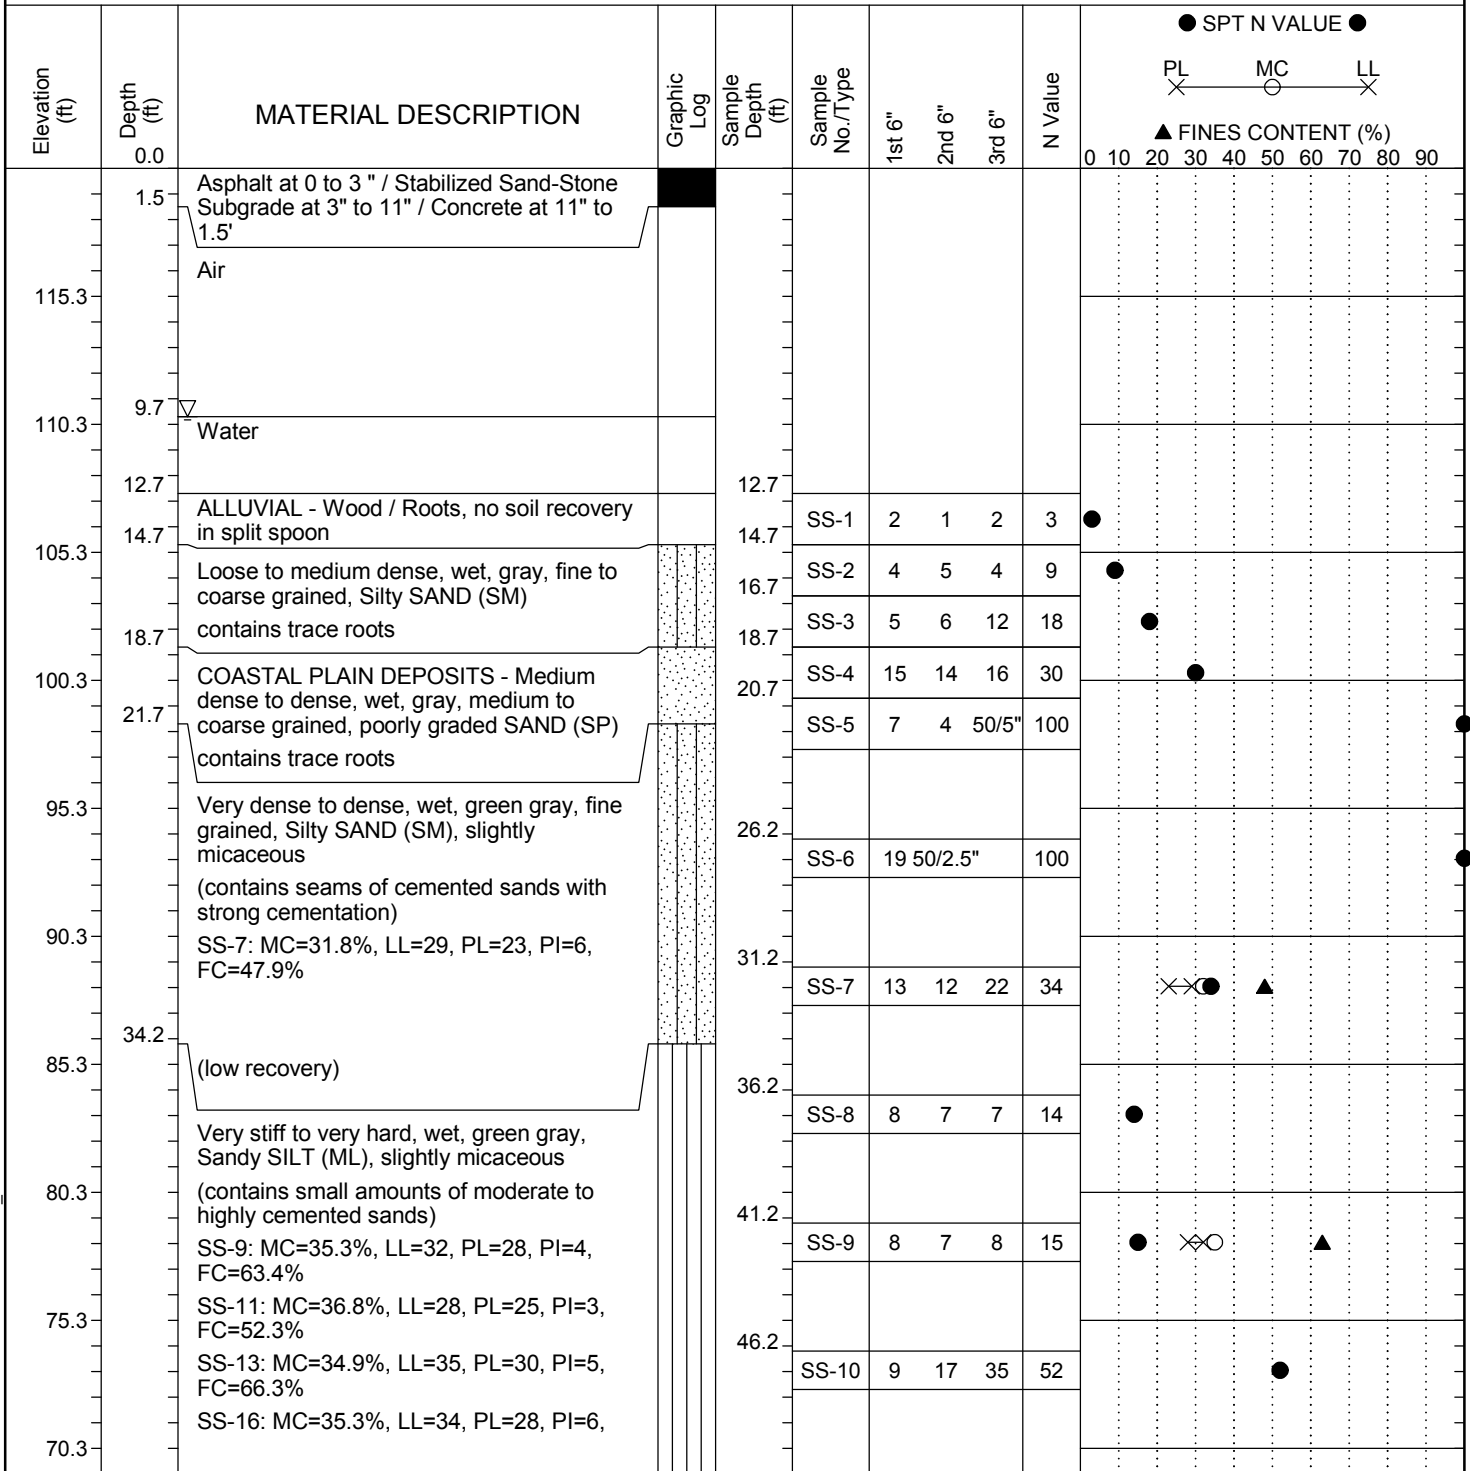 ● SPT N VALUE ●
PL MC LL
▲ FINES CONTENT (%)
0 10 20 30 40 50 60 70 80 90
Elevation (ft)
Depth (ft)
0.0
MATERIAL DESCRIPTION
Graphic Log
Sample Depth (ft)
Sample No./Type
1st 6"
2nd 6"
3rd 6"
N Value
1.5
Asphalt at 0 to 3 " / Stabilized Sand-Stone
Subgrade at 3" to 11" / Concrete at 11" to
1.5'
Air
115.3
9.7
110.3
Water
12.7 12.7
ALLUVIAL - Wood / Roots, no soil recovery
in split spoon
SS-1 2 1 2 3
14.7 14.7
105.3
Loose to medium dense, wet, gray, fine to
coarse grained, Silty SAND (SM)
SS-2 4 5 4 9
16.7
contains trace roots
SS-3 5 6 12 18
18.7 18.7
COASTAL PLAIN DEPOSITS - Medium
dense to dense, wet, gray, medium to
coarse grained, poorly graded SAND (SP)
SS-4 15 14 16 30
100.3
20.7
21.7
SS-5 7 4 50/5" 100
contains trace roots
95.3
Very dense to dense, wet, green gray, fine
grained, Silty SAND (SM), slightly
micaceous
26.2
SS-6 19 50/2.5" 100
(contains seams of cemented sands with
strong cementation)
90.3
SS-7: MC=31.8%, LL=29, PL=23, PI=6,
FC=47.9%
31.2
SS-7 13 12 22 34
34.2
85.3
(low recovery)
36.2
SS-8 8 7 7 14
Very stiff to very hard, wet, green gray,
Sandy SILT (ML), slightly micaceous
80.3
(contains small amounts of moderate to
highly cemented sands)
41.2
SS-9 8 7 8 15
SS-9: MC=35.3%, LL=32, PL=28, PI=4,
FC=63.4%
SS-11: MC=36.8%, LL=28, PL=25, PI=3,
FC=52.3%
75.3
46.2
SS-10 9 17 35 52
SS-13: MC=34.9%, LL=35, PL=30, PI=5,
FC=66.3%
SS-16: MC=35.3%, LL=34, PL=28, PI=6,
70.3